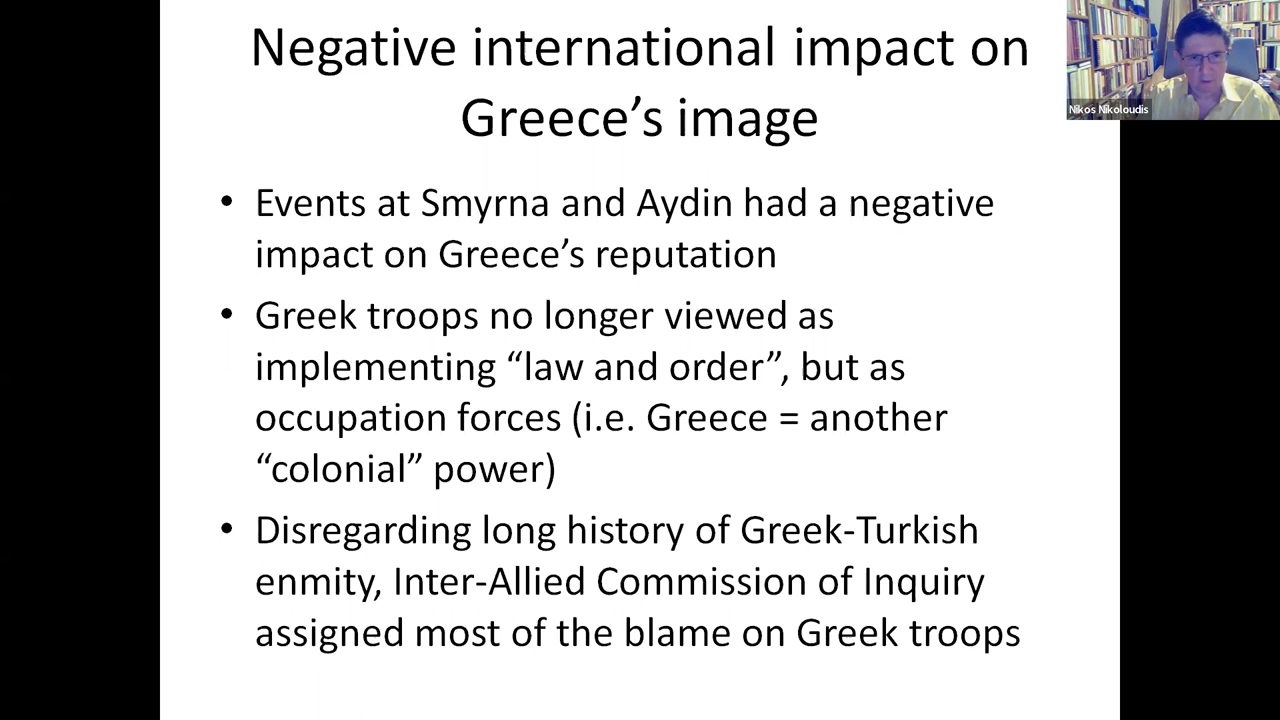 Negative international impact on
Greece’s image
Nikos Nikoloudis
• Events at Smyrna and Aydin had a negative
impact on Greece’s reputation
• Greek troops no longer viewed as
implementing “law and order”, but as
occupation forces (i.e. Greece = another
“colonial” power)
• Disregarding long history of Greek-Turkish
enmity, Inter-Allied Commission of Inquiry
assigned most of the blame on Greek troops